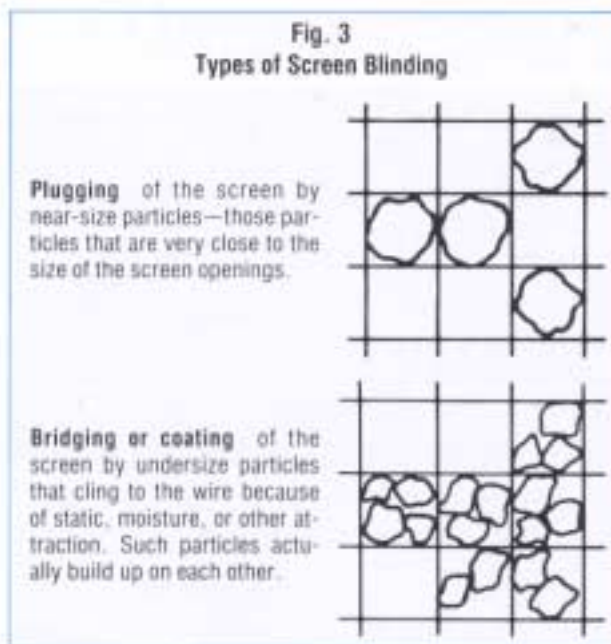 Fig. 3
Types of Screen Blinding
Plugging of the screen by
near-size particles—those par-
ticles that are very close to the
size of the screen openings.
Bridging or coating of the
screen by undersize particles
that cling to the wire because
of static, moisture, or other at-
traction. Such particles actu-
ally build up on each other.